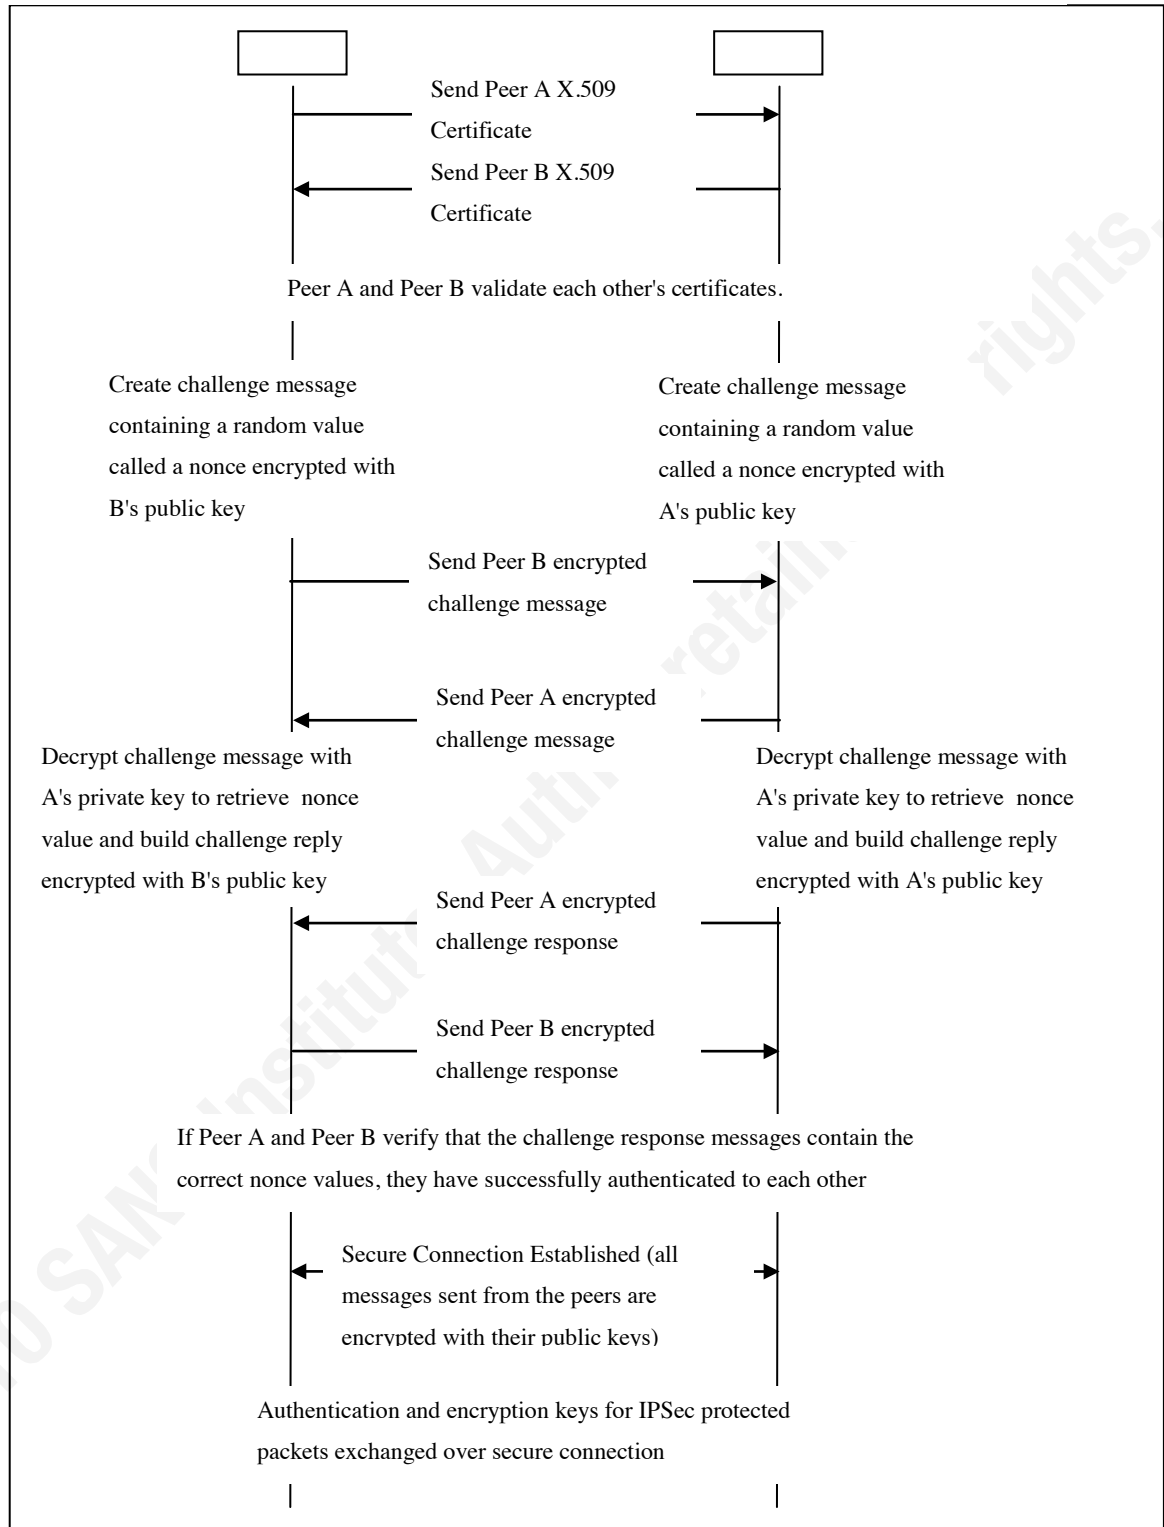 Send Peer A X.509
Certificate
Send Peer B X.509
Certificate
Peer A and Peer B validate each other's certificates.
Create challenge message
containing a random value
called a nonce encrypted with
B's public key
Create challenge message
containing a random value
called a nonce encrypted with
A's public key
Send Peer B encrypted
challenge message
Send Peer A encrypted
challenge message
Decrypt challenge message with
A's private key to retrieve nonce
value and build challenge reply
encrypted with B's public key
Decrypt challenge message with
A's private key to retrieve nonce
value and build challenge reply
encrypted with A's public key
Send Peer A encrypted
challenge response
Send Peer B encrypted
challenge response
If Peer A and Peer B verify that the challenge response messages contain the
correct nonce values, they have successfully authenticated to each other
Secure Connection Established (all
messages sent from the peers are
encrypted with their public keys)
Authentication and encryption keys for IPSec protected
packets exchanged over secure connection